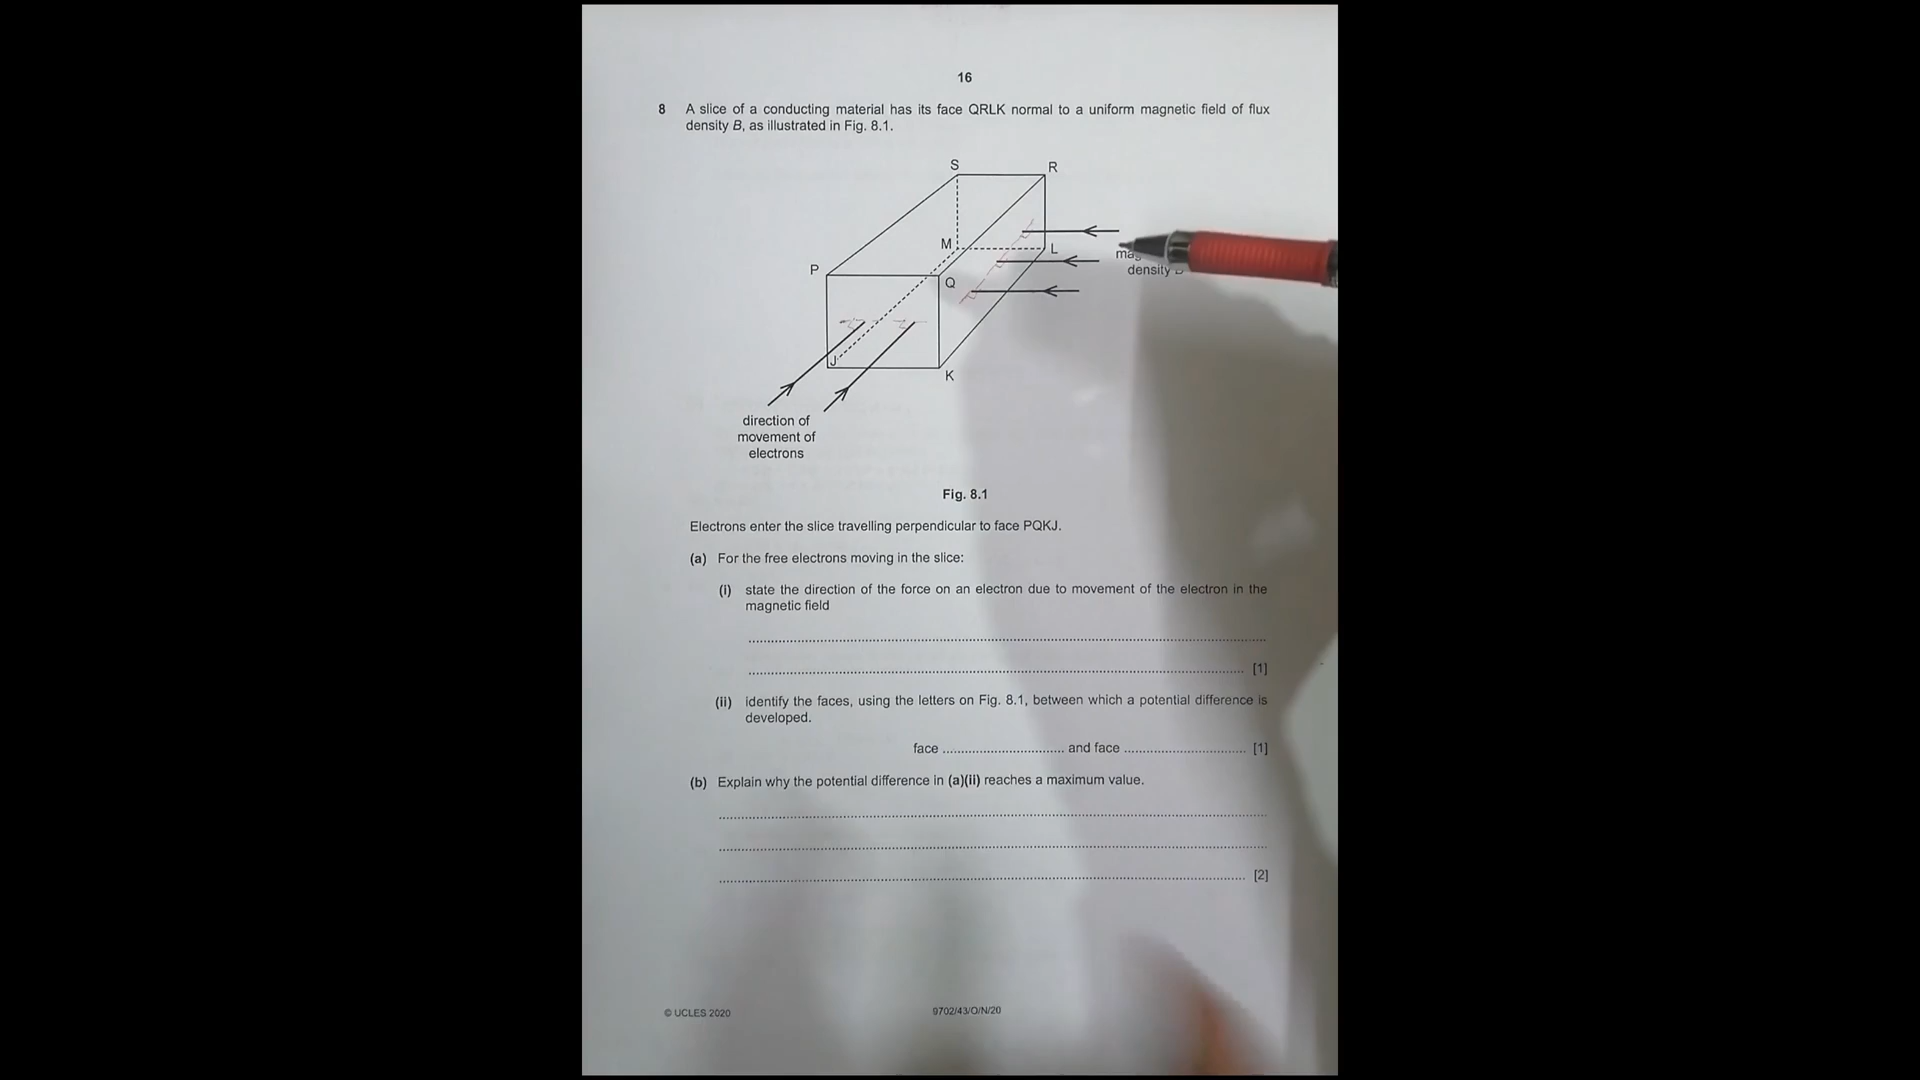 16
8 A slice of a conducting material has its face QRLK normal to a uniform magnetic field of flux
density B, as illustrated in Fig. 8.1.
S
R
M
L
P
Q
density
J
K
direction of
movement of
electrons
Fig. 8.1
Electrons enter the slice travelling perpendicular to face PQKJ.
(a) For the free electrons moving in the slice:
(i) state the direction of the force on an electron due to movement of the electron in the
magnetic field
[1]
(ii) identify the faces, using the letters on Fig. 8.1, between which a potential difference is
developed.
face .............................. and face .............................. [1]
(b) Explain why the potential difference in (a)(ii) reaches a maximum value.
[2]
© UCLES 2020
9702/43/O/N/20